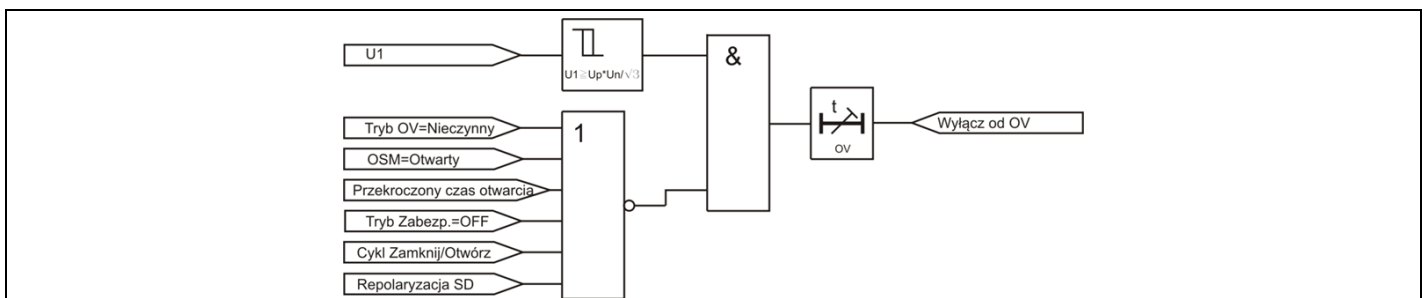 U1
U1≧Up*Un/√3
&
Tryb OV=Nieczynny
OSM=Otwarty
Przekroczony czas otwarcia
Tryb Zabezp.=OFF
Cykl Zamknij/Otwórz
Repolaryzacja SD
1
t
OV
Wyłącz od OV